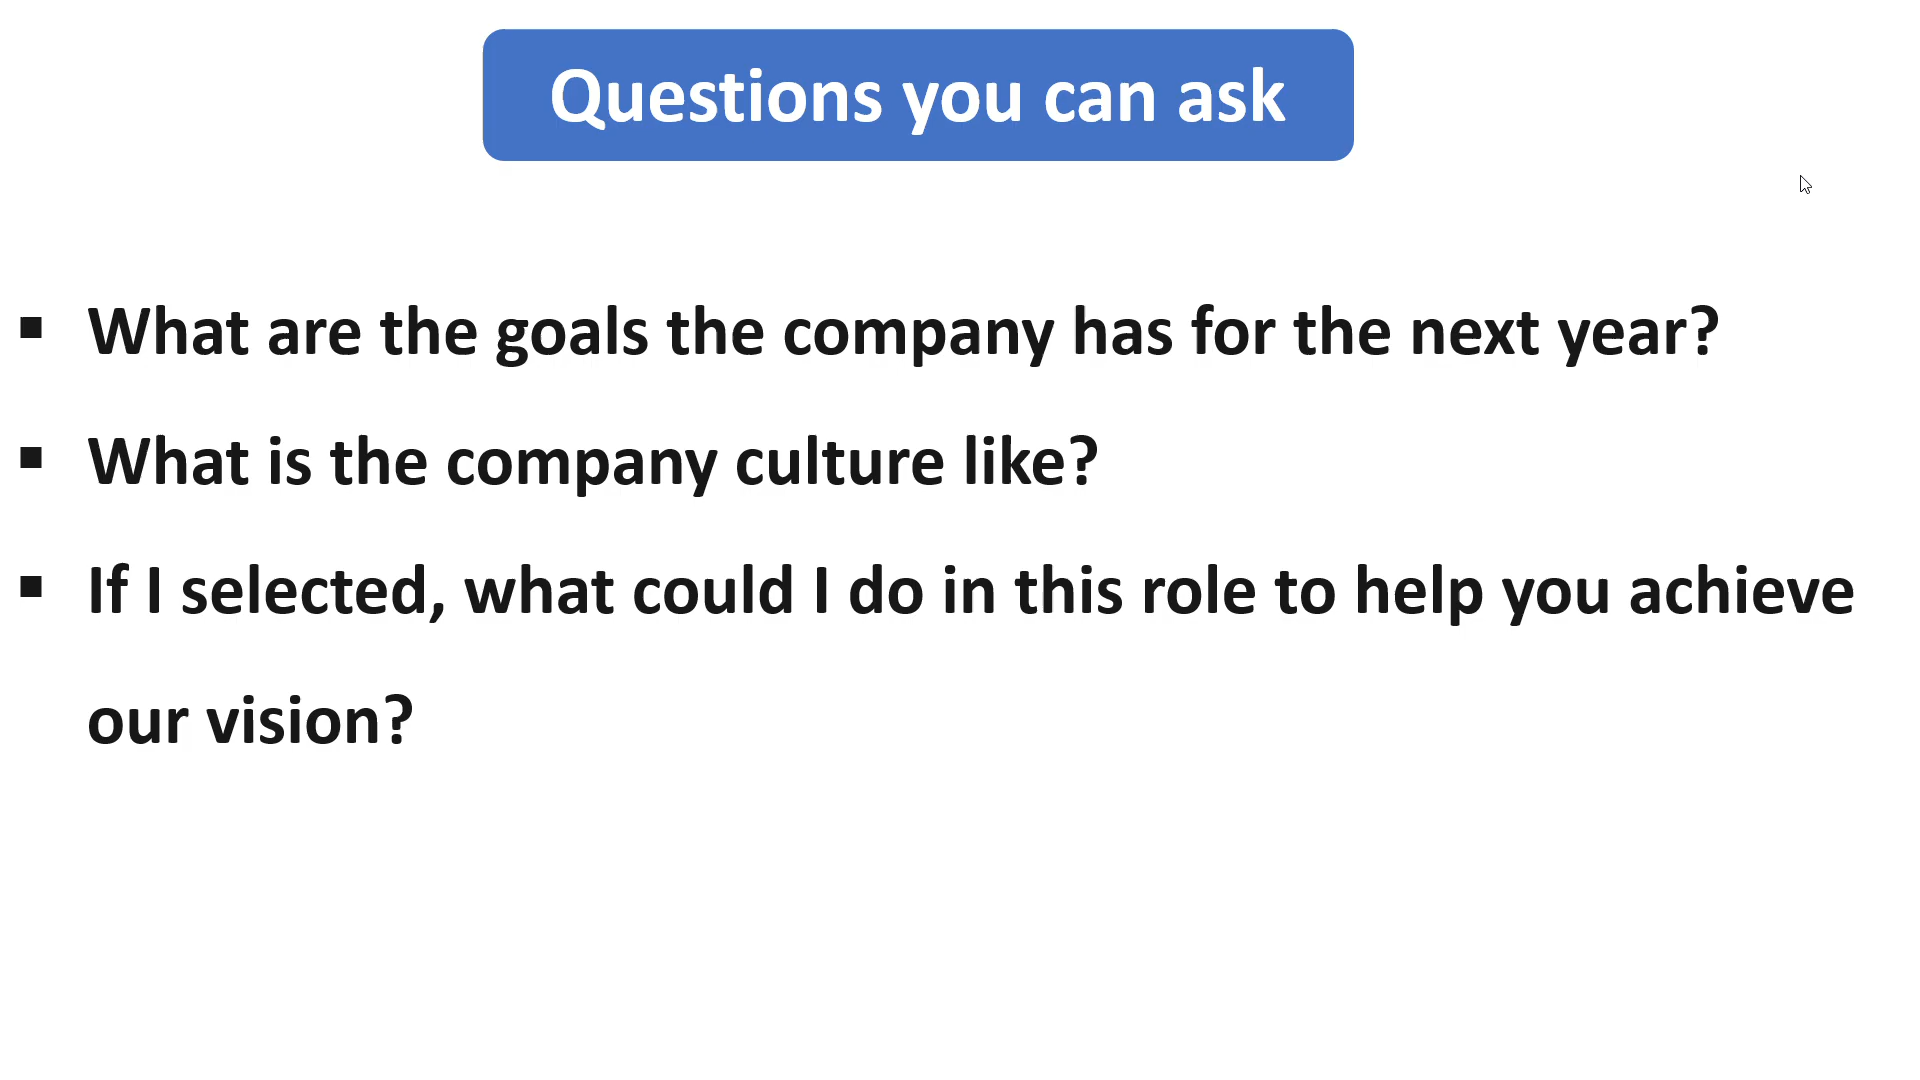 Questions you can ask
▪ What are the goals the company has for the next year?
▪ What is the company culture like?
▪ If I selected, what could I do in this role to help you achieve
our vision?